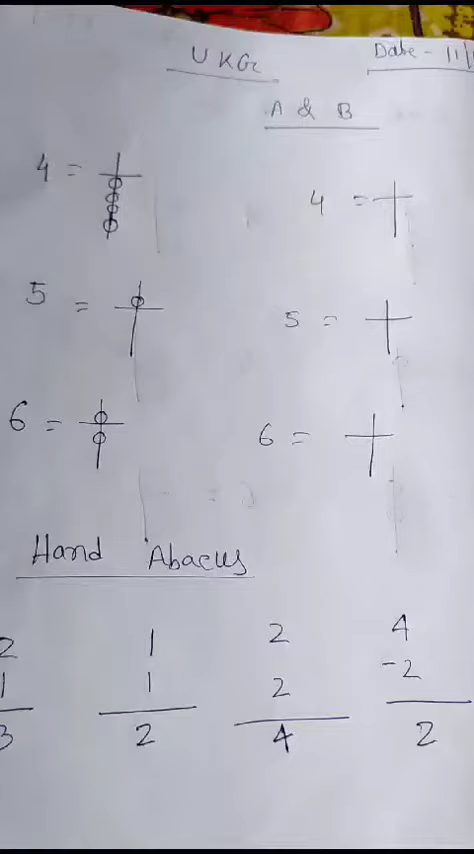 UKG Date - 11/
A & B
4 = 4 =
5 = 5 =
6 = 6 =
Hand Abacus
2 1 2 4
1 1 2 -2
3 2 4 2